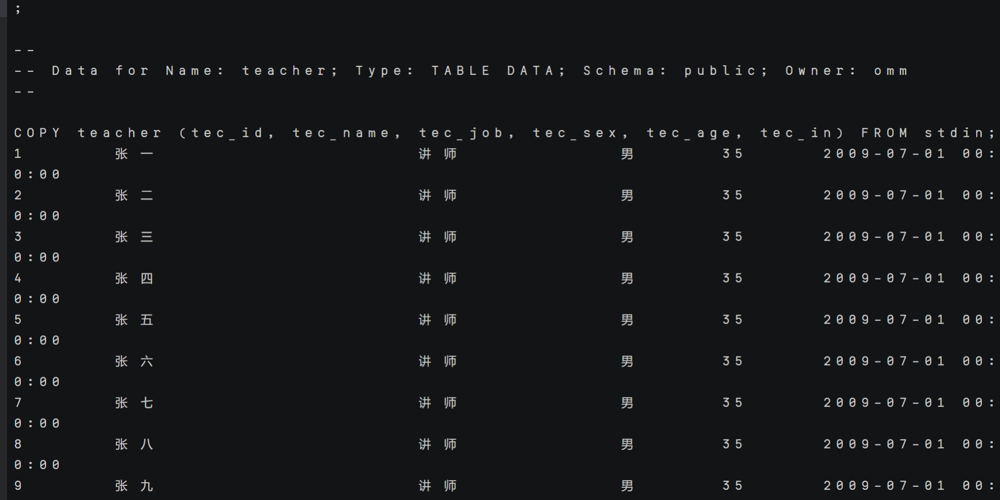 ;
--
-- Data for Name: teacher; Type: TABLE DATA; Schema: public; Owner: omm
--
COPY teacher (tec_id, tec_name, tec_job, tec_sex, tec_age, tec_in) FROM stdin;
1 张一 讲师 男 35 2009-07-01 00:
0:00
2 张二 讲师 男 35 2009-07-01 00:
0:00
3 张三 讲师 男 35 2009-07-01 00:
0:00
4 张四 讲师 男 35 2009-07-01 00:
0:00
5 张五 讲师 男 35 2009-07-01 00:
0:00
6 张六 讲师 男 35 2009-07-01 00:
0:00
7 张七 讲师 男 35 2009-07-01 00:
0:00
8 张八 讲师 男 35 2009-07-01 00:
0:00
9 张九 讲师 男 35 2009-07-01 00: